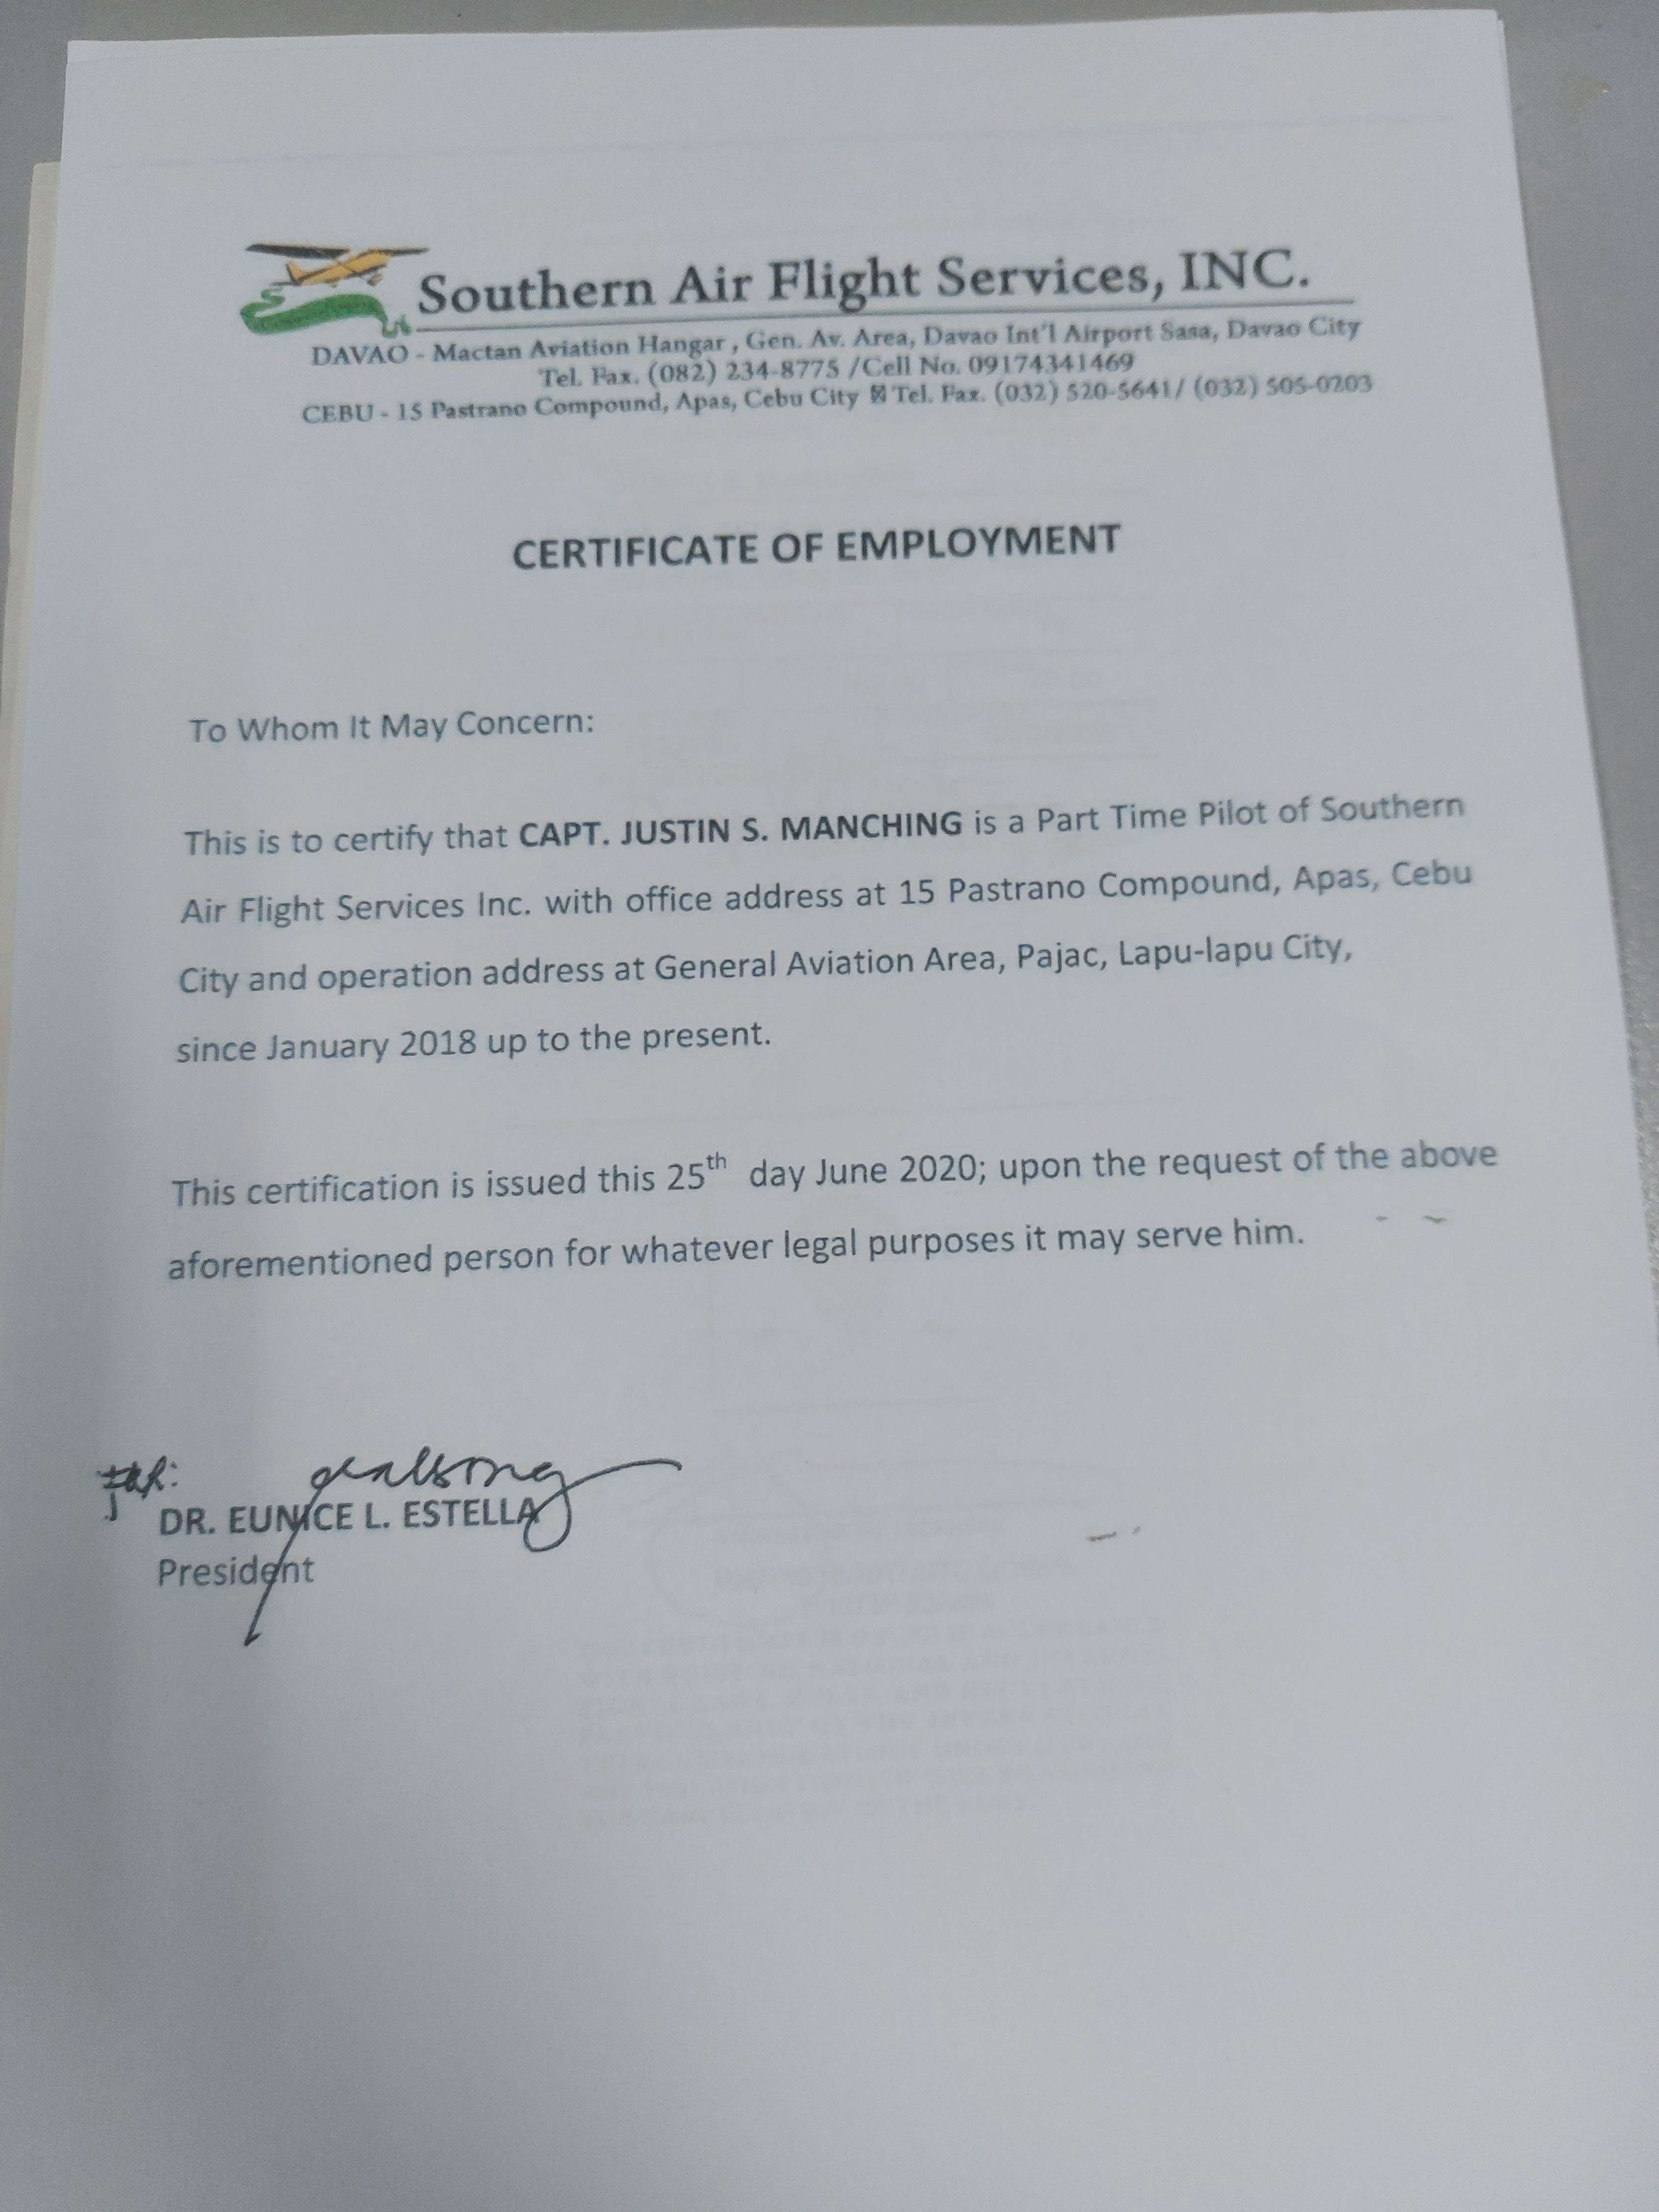 Southern Air Flight Services, INC.
DAVAO - Mactan Aviation Hangar , Gen. Av. Area, Davao Int'l Airport Sasa, Davao City
Tel. Fax. (082) 234-8775 /Cell No. 09174341469
CEBU - 15 Pastrano Compound, Apas, Cebu City Tel. Fax. (032) 520-5641/ (032) 505-0203
CERTIFICATE OF EMPLOYMENT
To Whom It May Concern:
This is to certify that CAPT. JUSTIN S. MANCHING is a Part Time Pilot of Southern
Air Flight Services Inc. with office address at 15 Pastrano Compound, Apas, Cebu
City and operation address at General Aviation Area, Pajac, Lapu-lapu City,
since January 2018 up to the present.
This certification is issued this 25th day June 2020; upon the request of the above
aforementioned person for whatever legal purposes it may serve him.
DR. EUNICE L. ESTELLA
President